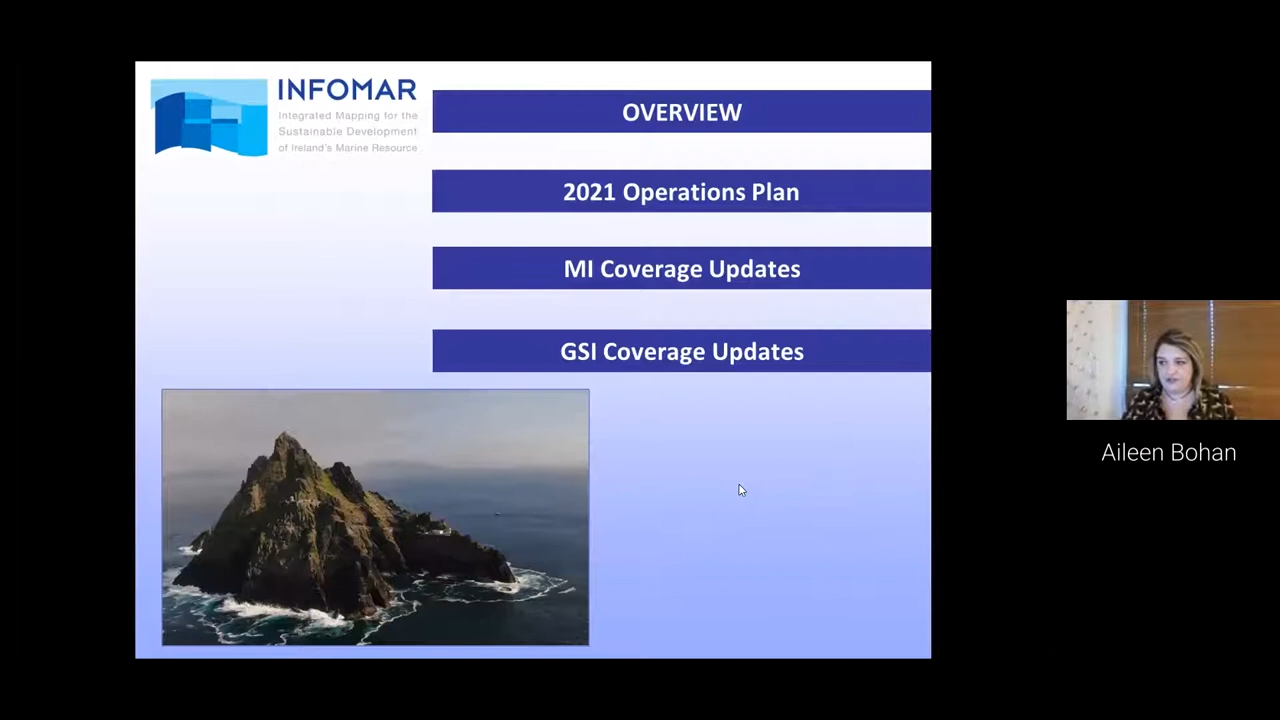 INFOMAR
Integrated Mapping for the
Sustainable Development
of Ireland's Marine Resource
OVERVIEW
2021 Operations Plan
MI Coverage Updates
GSI Coverage Updates
Aileen Bohan